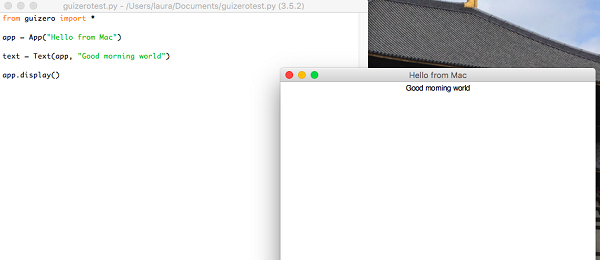 guizerotest.py - /Users/laura/Documents/guizerotest.py (3.5.2)
from guizero import *
app = App("Hello from Mac")
text = Text(app, "Good morning world")
app.display()
Hello from Mac
Good morning world